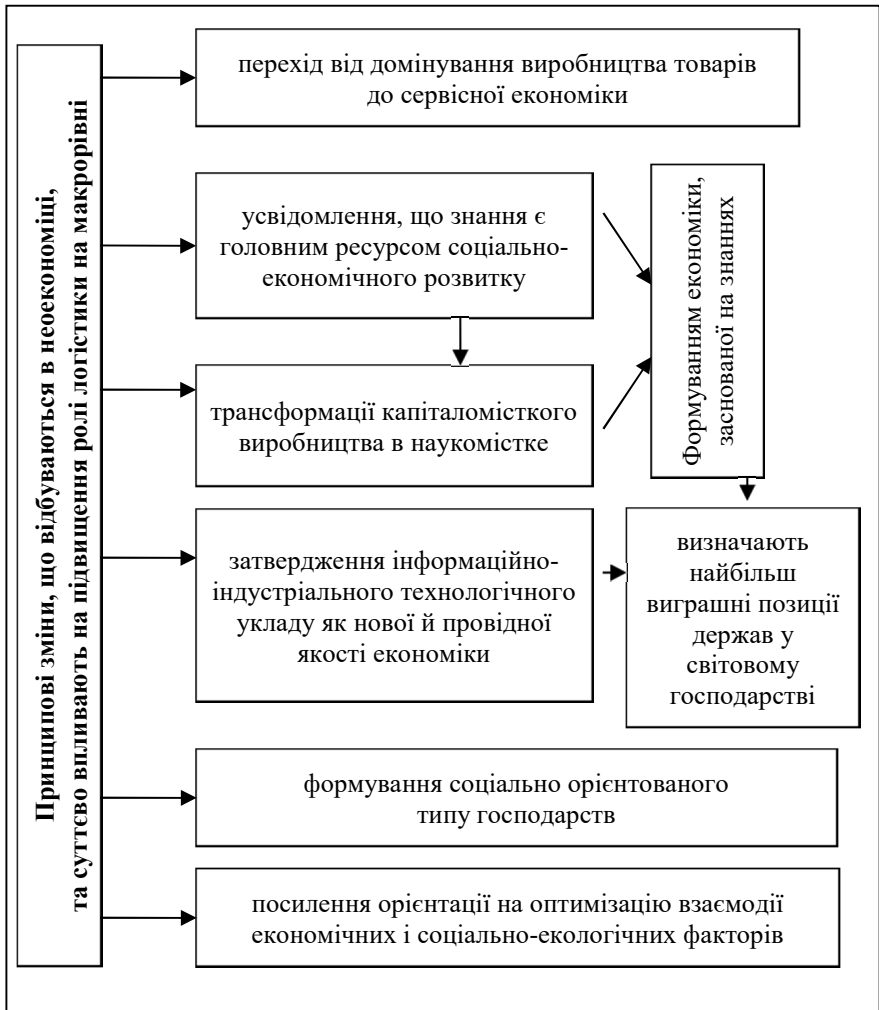 Принципові зміни, що відбуваються в неоекономіці,
та суттєво впливають на підвищення ролі логістики на макрорівні
перехід від домінування виробництва товарів
до сервісної економіки
усвідомлення, що знання є
головним ресурсом соціально-
економічного розвитку
трансформації капіталомісткого
виробництва в наукомістке
Формуванням економіки,
заснованої на знаннях
затвердження інформаційно-
індустріального технологічного
укладу як нової й провідної
якості економіки
визначають
найбільш
виграшні позиції
держав у
світовому
господарстві
формування соціально орієнтованого
типу господарств
посилення орієнтації на оптимізацію взаємодії
економічних і соціально-екологічних факторів